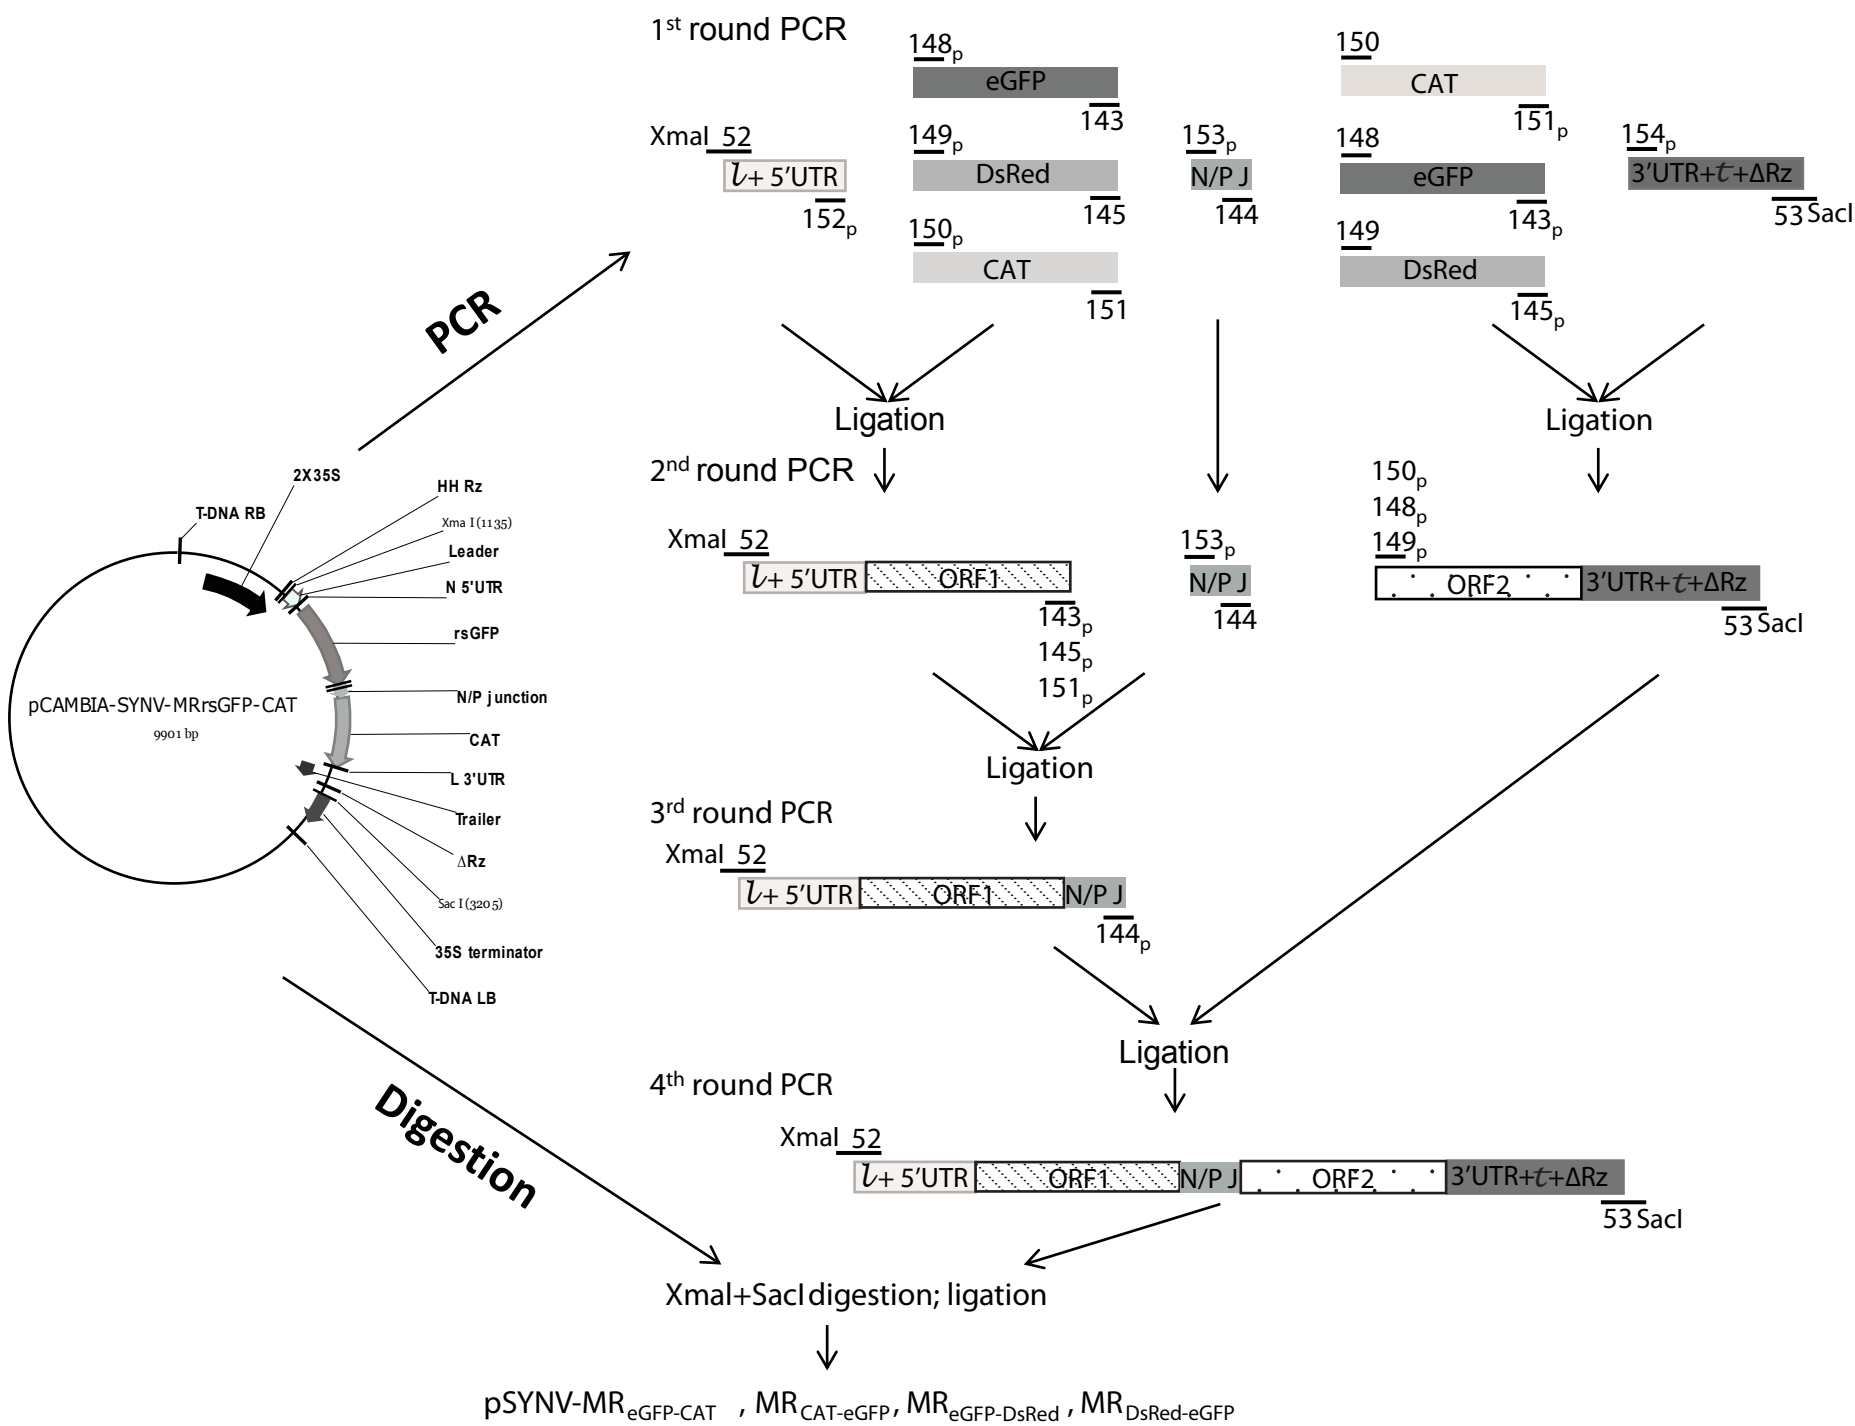 1st round PCR
148p
eGFP
143
XmaI 52
l+ 5'UTR
152p
149p
DsRed
145
150p
CAT
151
153p
N/P J
144
150
CAT
151p
148
eGFP
143p
149
DsRed
145p
154p
3'UTR+t+ΔRz
53 SacI
PCR
Ligation
Ligation
2nd round PCR
XmaI 52
l+ 5'UTR
ORF1
143p
145p
151p
153p
N/P J
144
150p
148p
149p
ORF2
3'UTR+t+ΔRz
53 SacI
2X35S
T-DNA RB
HH Rz
Xma I (1135)
Leader
N 5'UTR
rsGFP
N/P junction
CAT
L 3'UTR
Trailer
ΔRz
Sac I (3205)
35S terminator
T-DNA LB
pCAMBIA-SYNV-MRrsGFP-CAT
9901 bp
Ligation
3rd round PCR
XmaI 52
l+ 5'UTR
ORF1
N/P J
144p
Ligation
4th round PCR
XmaI 52
l+ 5'UTR
ORF1
N/P J
ORF2
3'UTR+t+ΔRz
53 SacI
Digestion
XmaI+SacI digestion; ligation
pSYNV-MReGFP-CAT , MRCAT-eGFP, MReGFP-DsRed , MRDsRed-eGFP